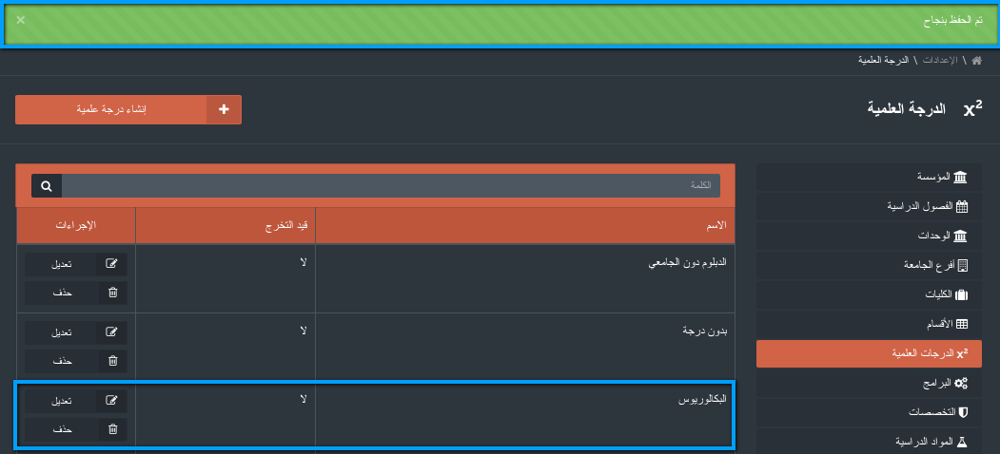 تم الحفظ بنجاح ×
\ الإعدادات \ الدرجة العلمية
x² الدرجة العلمية
+ إنشاء درجة علمية
المؤسسة
الفصول الدراسية
الوحدات
أفرع الجامعة
الكليات
الأقسام
x² الدرجات العلمية
البرامج
التخصصات
المواد الدراسية
الكلمة
الاسم قيد التخرج الإجراءات
الدبلوم دون الجامعي لا تعديل
حذف
بدون درجة لا تعديل
حذف
البكالوريوس لا تعديل
حذف